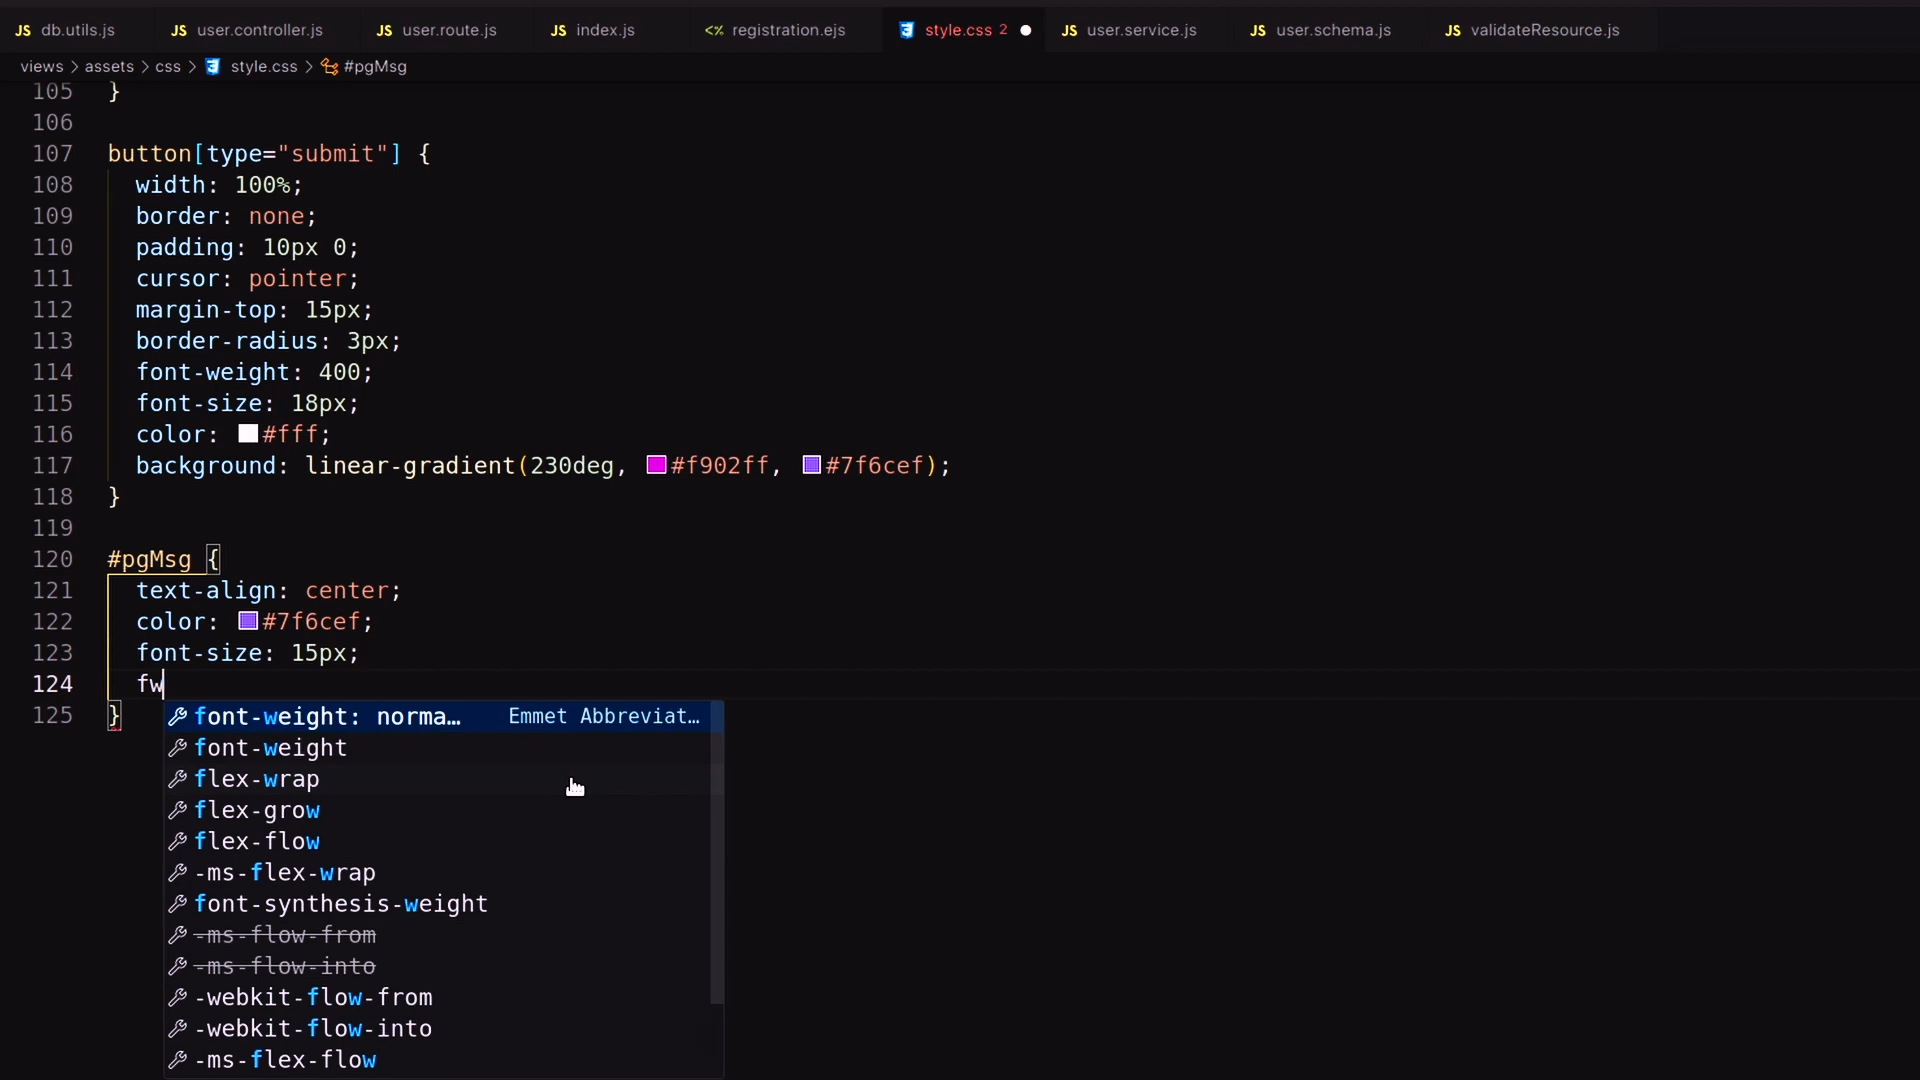 JS db.utils.js JS user.controller.js JS user.route.js JS index.js <% registration.ejs style.css 2 JS user.service.js JS user.schema.js JS validateResource.js
views > assets > css > style.css > #pgMsg
105 }
106
107 button[type="submit"] {
108 width: 100%;
109 border: none;
110 padding: 10px 0;
111 cursor: pointer;
112 margin-top: 15px;
113 border-radius: 3px;
114 font-weight: 400;
115 font-size: 18px;
116 color: #fff;
117 background: linear-gradient(230deg, #f902ff, #7f6cef);
118 }
119
120 #pgMsg {
121 text-align: center;
122 color: #7f6cef;
123 font-size: 15px;
124 fw
125 }
font-weight: norma… Emmet Abbreviat…
font-weight
flex-wrap
flex-grow
flex-flow
-ms-flex-wrap
font-synthesis-weight
-ms-flow-from
-ms-flow-into
-webkit-flow-from
-webkit-flow-into
-ms-flex-flow